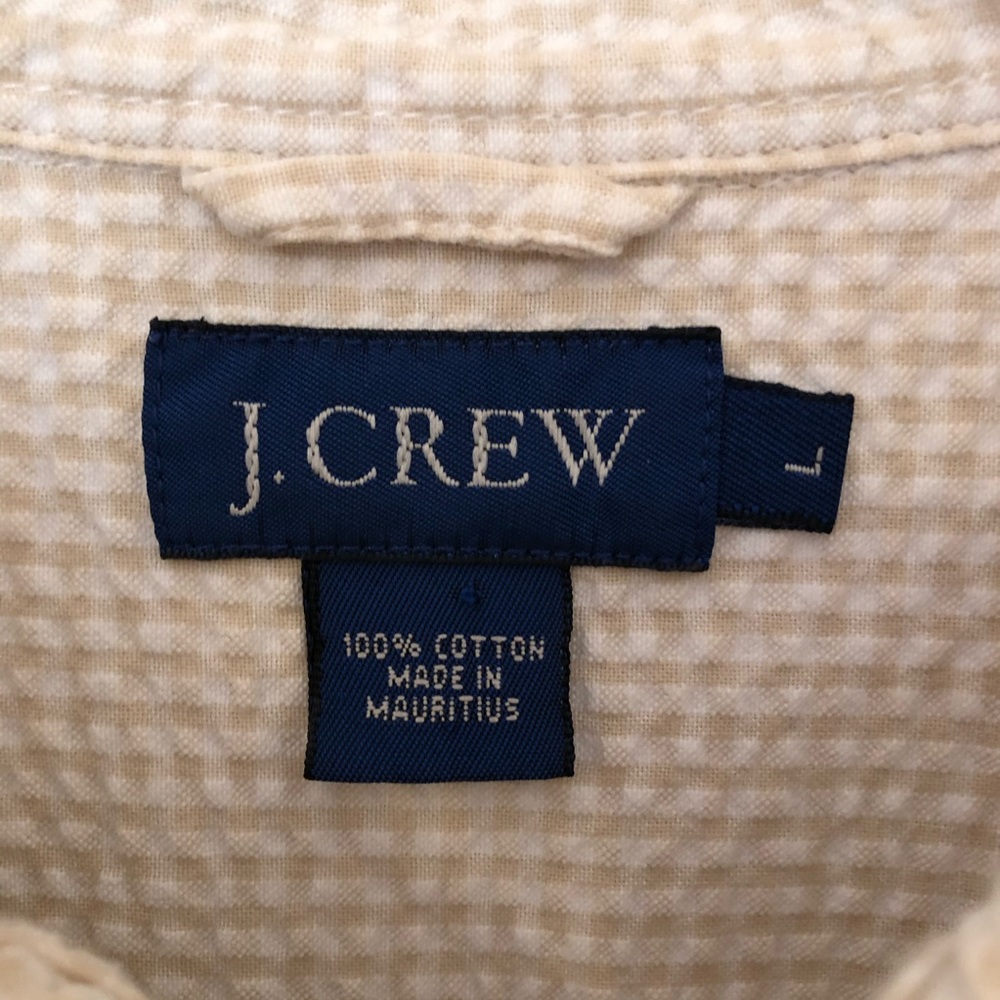 J.CREW
L
100% COTTON
MADE IN
MAURITIUS